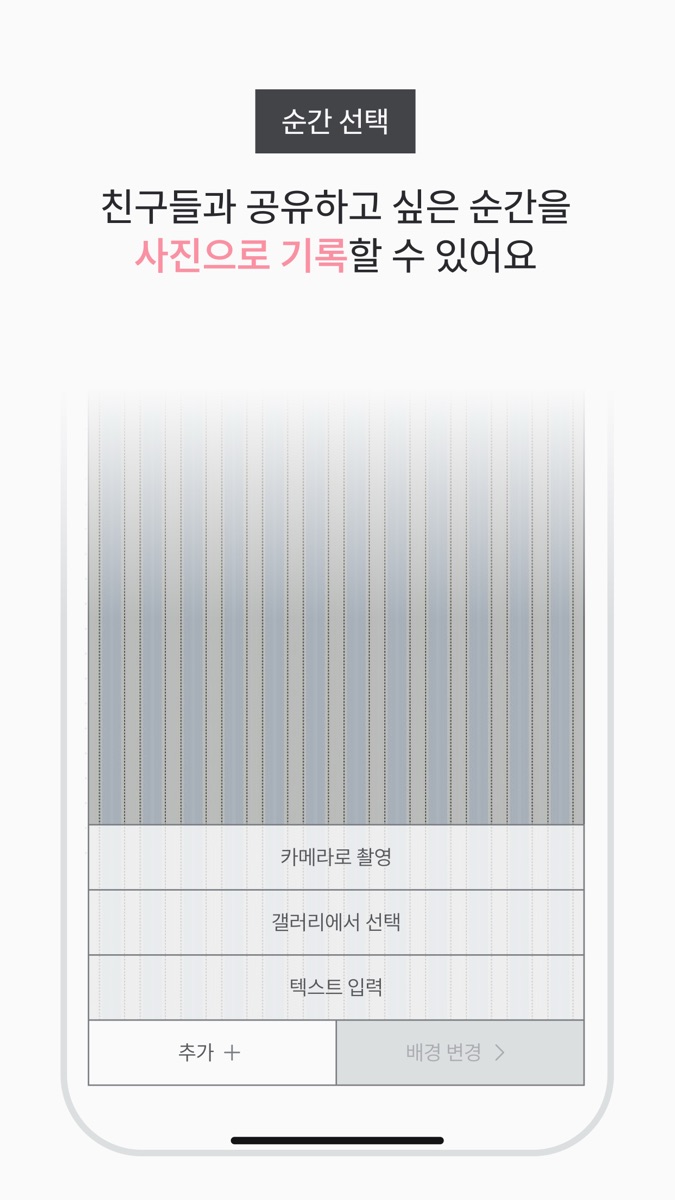 순간 선택
친구들과 공유하고 싶은 순간을
사진으로 기록할 수 있어요
카메라로 촬영
갤러리에서 선택
텍스트 입력
추가 +
배경 변경 >